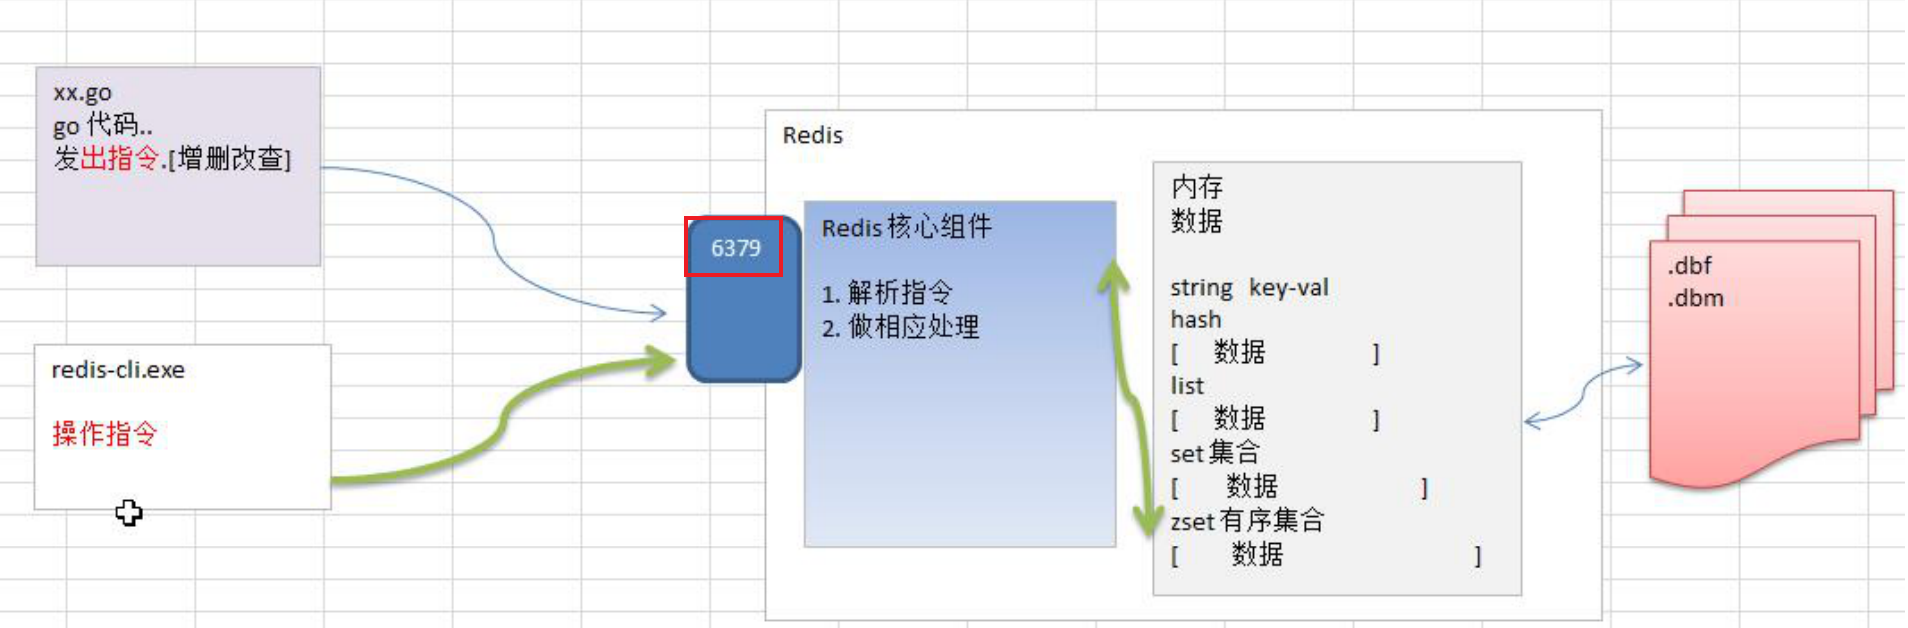 xx.go
go 代码..
发出指令.[增删改查]
redis-cli.exe
操作指令
6379
Redis
Redis 核心组件
1. 解析指令
2. 做相应处理
内存
数据
string key-val
hash
[ 数据 ]
list
[ 数据 ]
set 集合
[ 数据 ]
zset 有序集合
[ 数据 ]
.dbf
.dbm